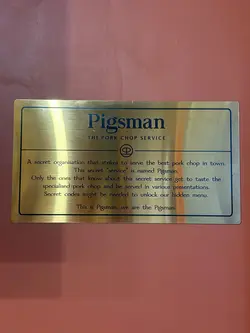 Pigsman
THE PORK CHOP SERVICE
A secret organisation that strives to serve the best pork chop in town.
This secret "service" is named Pigsman.
Only the ones that know about this secret service get to taste the
specialised pork chop and be served in various presentations.
Secret codes might be needed to unlock our hidden menu.
This is Pigsman, we are the Pigsman.